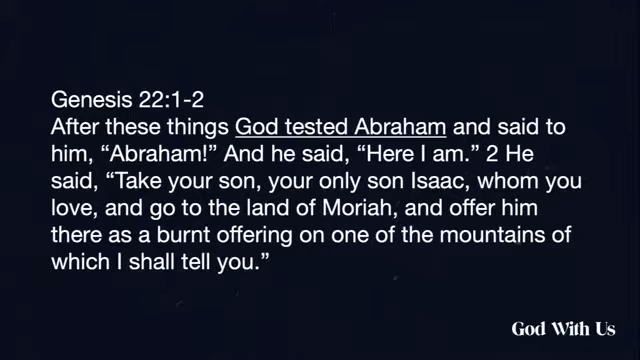 Genesis 22:1-2
After these things God tested Abraham and said to
him, “Abraham!” And he said, “Here I am.” 2 He
said, “Take your son, your only son Isaac, whom you
love, and go to the land of Moriah, and offer him
there as a burnt offering on one of the mountains of
which I shall tell you.”
God With Us